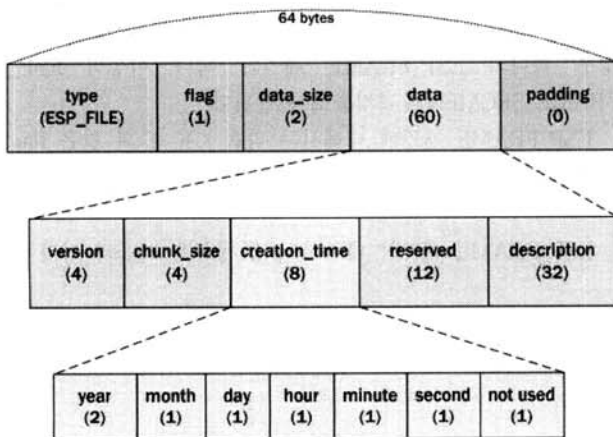 64 bytes
type flag data_size data padding
(ESP_FILE) (1) (2) (60) (0)
version chunk_size creation_time reserved description
(4) (4) (8) (12) (32)
year month day hour minute second not used
(2) (1) (1) (1) (1) (1) (1)